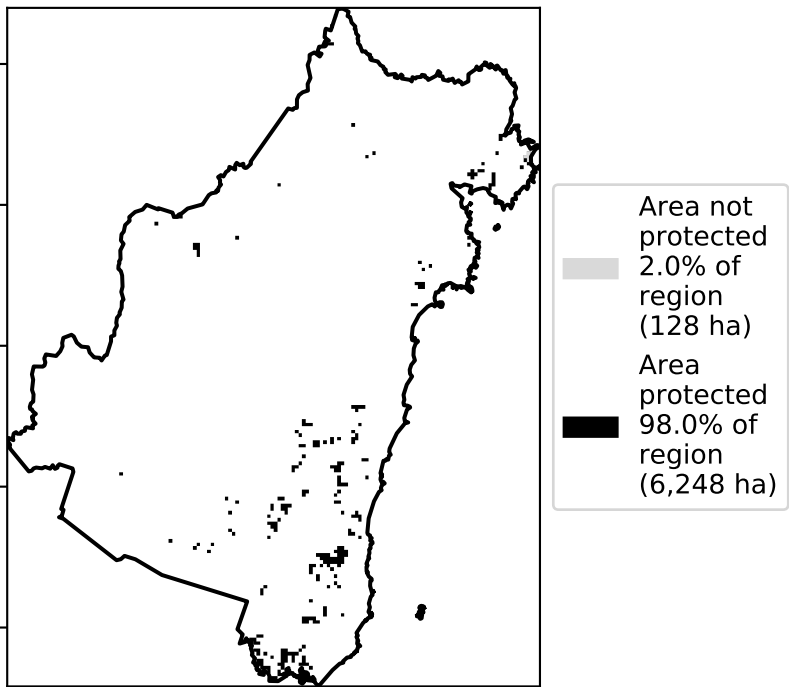 Area not
protected
2.0% of
region
(128 ha)
Area
protected
98.0% of
region
(6,248 ha)